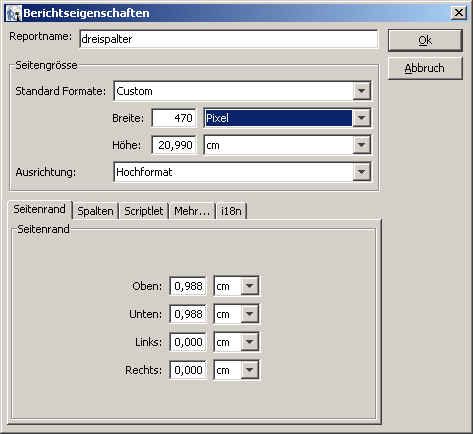 Berichtseigenschaften
Reportname: dreispalter
Ok
Abbruch
Seitengrösse
Standard Formate: Custom
Breite: 470 Pixel
Höhe: 20,990 cm
Ausrichtung: Hochformat
Seitenrand Spalten Scriptlet Mehr... i18n
Seitenrand
Oben: 0,988 cm
Unten: 0,988 cm
Links: 0,000 cm
Rechts: 0,000 cm